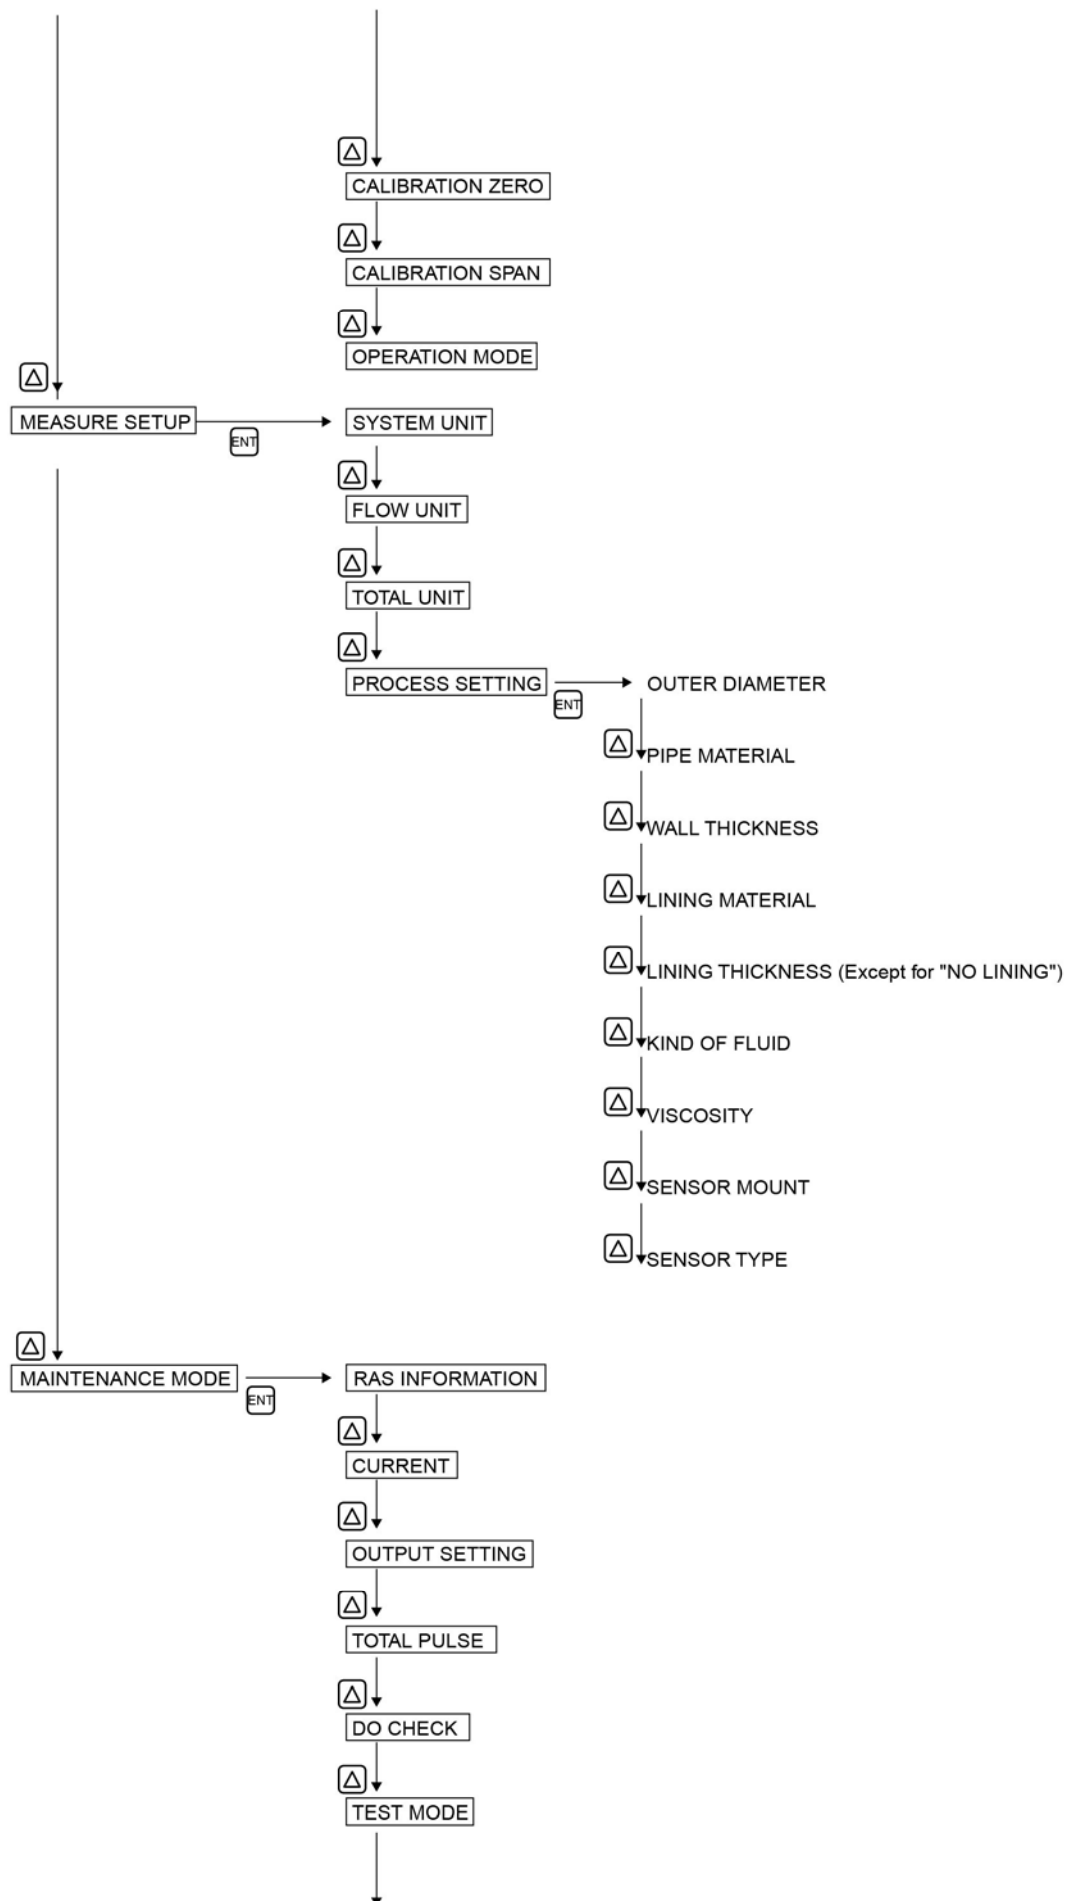 CALIBRATION ZERO
CALIBRATION SPAN
OPERATION MODE
MEASURE SETUP
ENT
SYSTEM UNIT
FLOW UNIT
TOTAL UNIT
PROCESS SETTING
ENT
OUTER DIAMETER
PIPE MATERIAL
WALL THICKNESS
LINING MATERIAL
LINING THICKNESS (Except for "NO LINING")
KIND OF FLUID
VISCOSITY
SENSOR MOUNT
SENSOR TYPE
MAINTENANCE MODE
ENT
RAS INFORMATION
CURRENT
OUTPUT SETTING
TOTAL PULSE
DO CHECK
TEST MODE